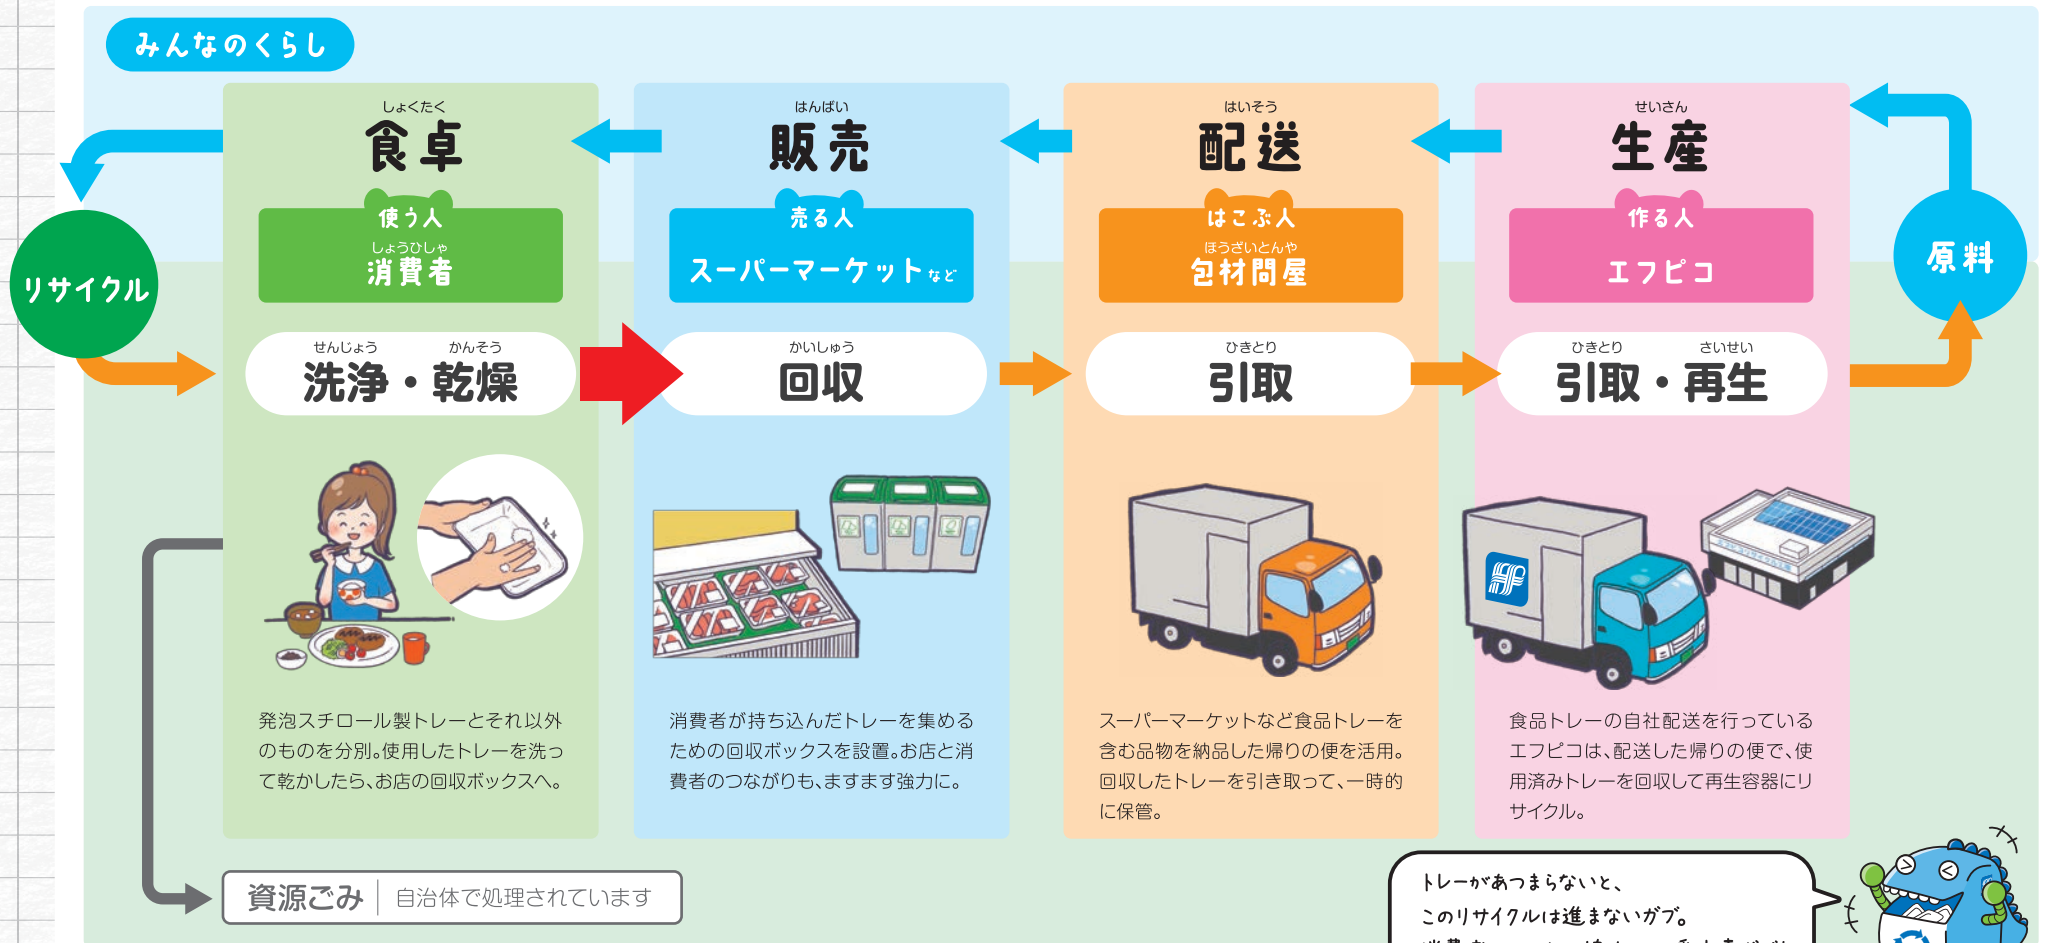 みんなのくらし
しょくたく
食卓
はんばい
販売
はいそう
配送
せいさん
生産
使う人
しょうひしゃ
消費者
売る人
スーパーマーケットなど
はこぶ人
ほうざいとんや
包材問屋
作る人
エフピコ
リサイクル
原料
せんじょう かんそう
洗浄・乾燥
かいしゅう
回収
ひきとり
引取
ひきとり さいせい
引取・再生
発泡スチロール製トレーとそれ以外
のものを分別。使用したトレーを洗っ
て乾かしたら、お店の回収ボックスへ。
消費者が持ち込んだトレーを集める
ための回収ボックスを設置。お店と消
費者のつながりも、ますます強力に。
スーパーマーケットなど食品トレーを
含む品物を納品した帰りの便を活用。
回収したトレーを引き取って、一時的
に保管。
食品トレーの自社配送を行っている
エフピコは、配送した帰りの便で、使
用済みトレーを回収して再生容器にリ
サイクル。
資源ごみ 自治体で処理されています
トレーがあつまらないと、
このリサイクルは進まないガブ。